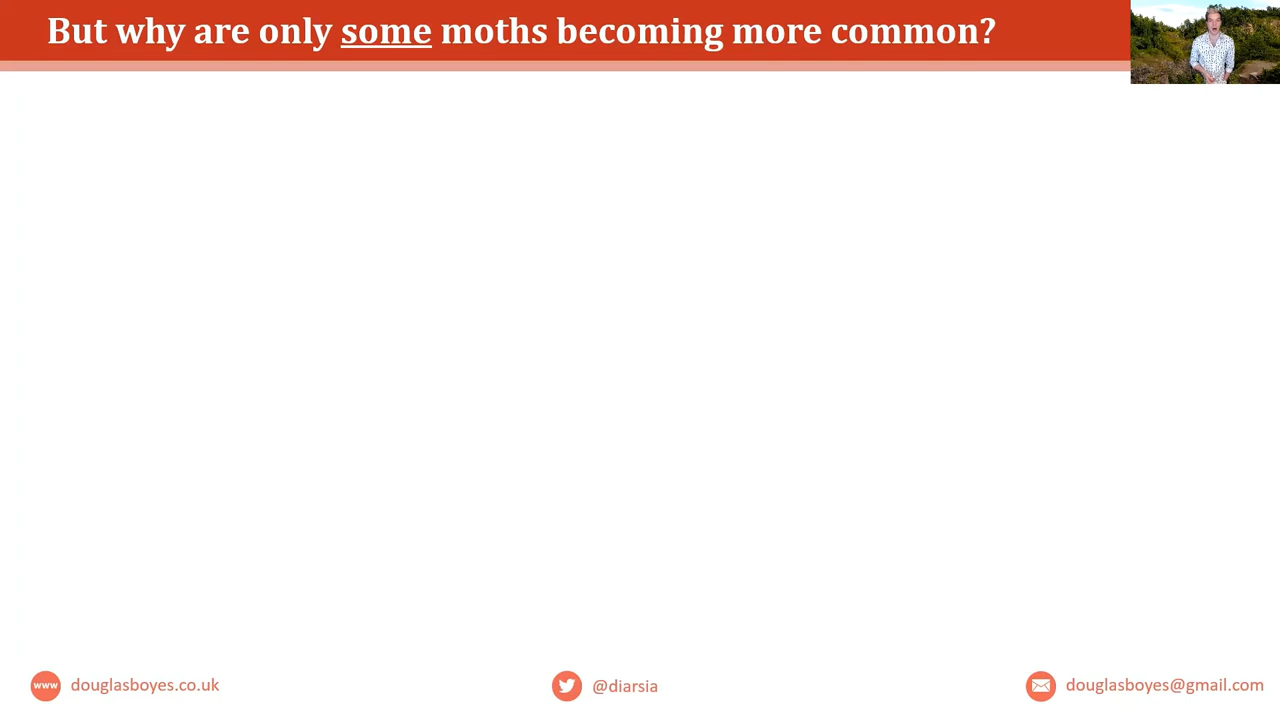 But why are only some moths becoming more common?
www douglasboyes.co.uk
@diarsia
douglasboyes@gmail.com